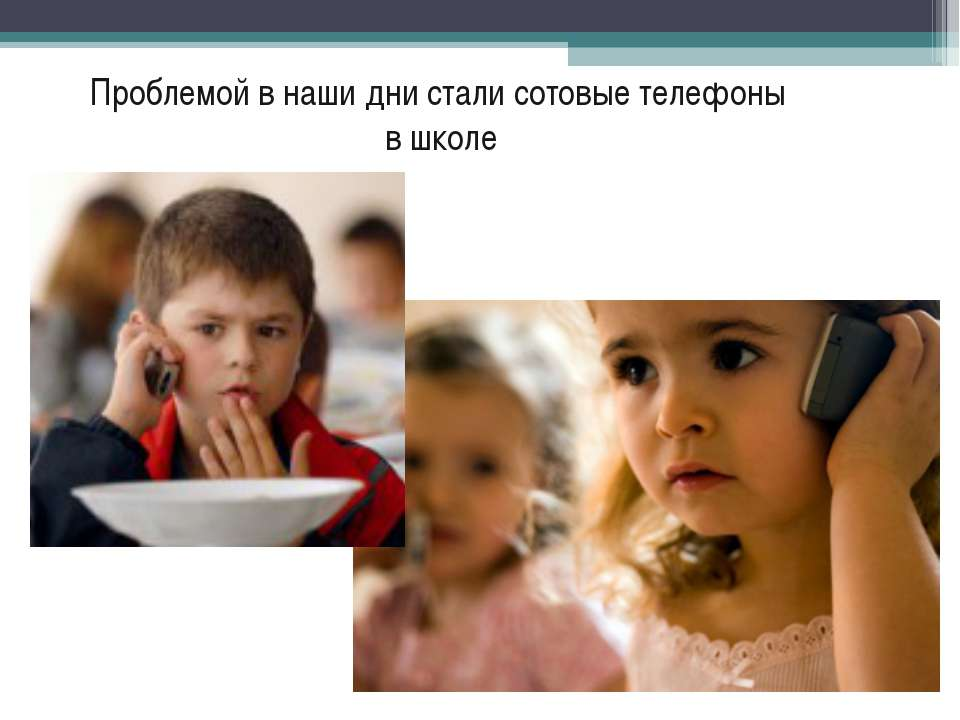 Проблемой в наши дни стали сотовые телефоны
в школе